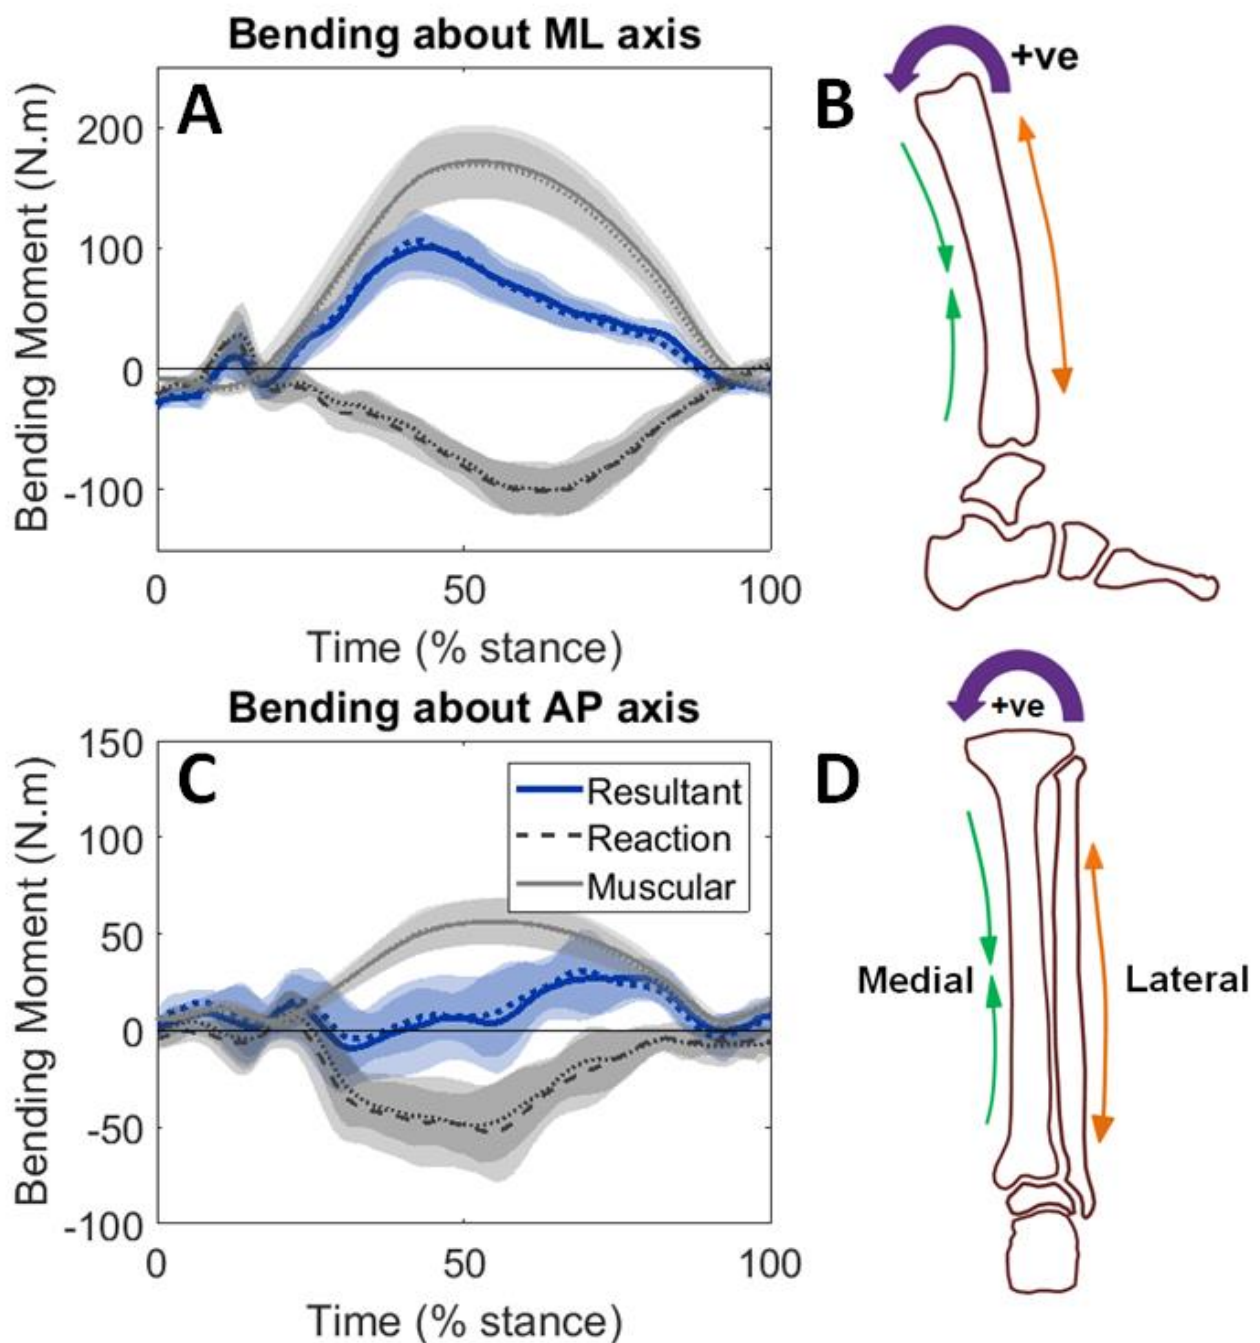 Bending about ML axis
A
B
+ve
Bending Moment (N.m)
200
100
0
-100
0
50
100
Time (% stance)
Bending about AP axis
C
D
+ve
Resultant
Reaction
Muscular
Bending Moment (N.m)
150
100
50
0
-50
-100
0
50
100
Time (% stance)
Medial
Lateral